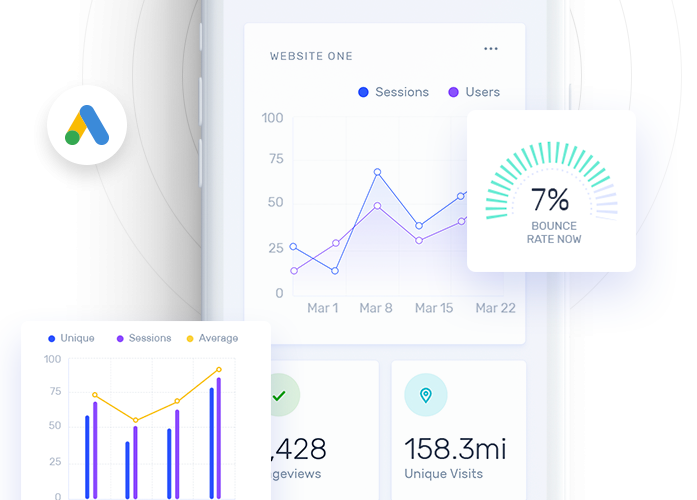 WEBSITE ONE
Sessions Users
100
75
50
25
0
Mar 1 Mar 8 Mar 15 Mar 22
7%
BOUNCE
RATE NOW
Unique Sessions Average
100
75
50
25
0
,428
geviews
158.3mi
Unique Visits